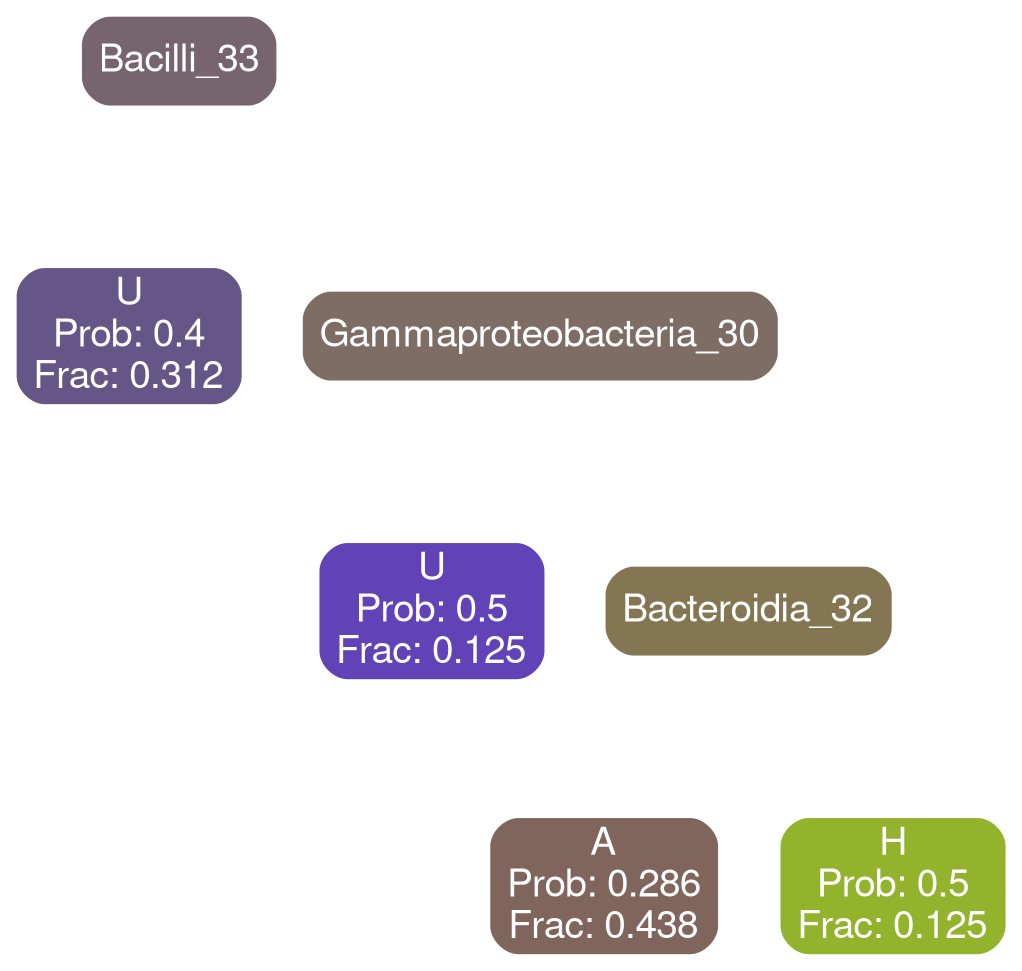 Bacilli_33
U
Prob: 0.4
Frac: 0.312
Gammaproteobacteria_30
U
Prob: 0.5
Frac: 0.125
Bacteroidia_32
A
Prob: 0.286
Frac: 0.438
H
Prob: 0.5
Frac: 0.125